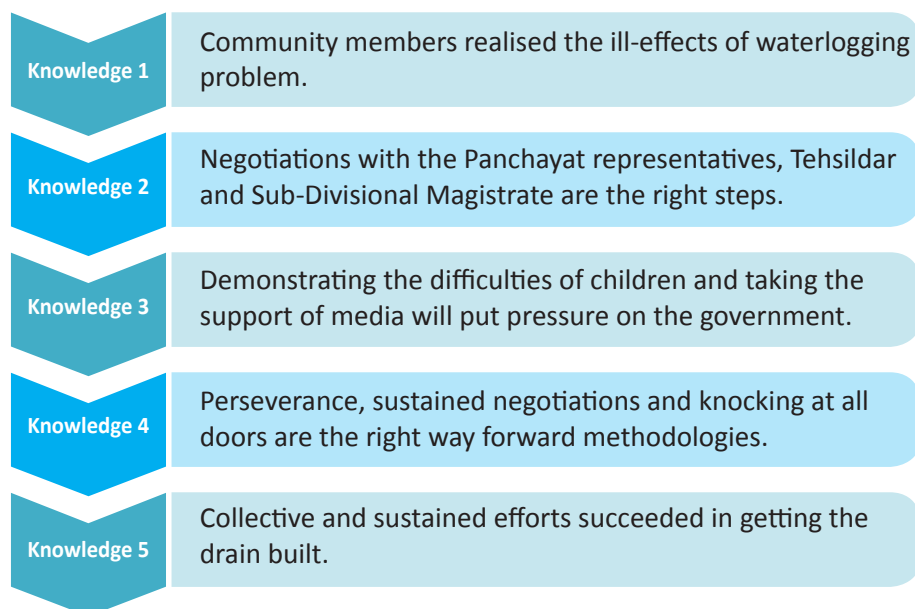 Knowledge 1
Community members realised the ill-effects of waterlogging
problem.
Knowledge 2
Negotiations with the Panchayat representatives, Tehsildar
and Sub-Divisional Magistrate are the right steps.
Knowledge 3
Demonstrating the difficulties of children and taking the
support of media will put pressure on the government.
Knowledge 4
Perseverance, sustained negotiations and knocking at all
doors are the right way forward methodologies.
Knowledge 5
Collective and sustained efforts succeeded in getting the
drain built.